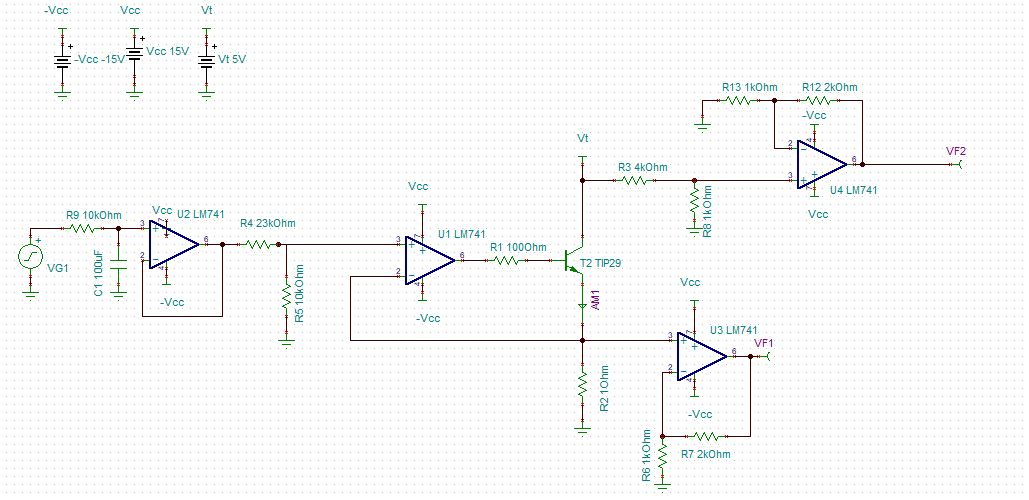 -Vcc
Vcc
Vt
+
-Vcc -15V
+
Vcc 15V
+
Vt 5V
R13 1kOhm
R12 2kOhm
-Vcc
2
4
6
3
7
U4 LM741
Vcc
VF2
Vt
R3 4kOhm
R8 1kOhm
R9 10kOhm
Vcc
U2 LM741
3
7
6
2
4
-Vcc
+
VG1
C1 100uF
R4 23kOhm
R5 10kOhm
Vcc
U1 LM741
3
7
6
2
4
-Vcc
R1 100Ohm
T2 TIP29
AM1
R2 1Ohm
Vcc
U3 LM741
3
7
6
2
4
-Vcc
VF1
R6 1kOhm
R7 2kOhm